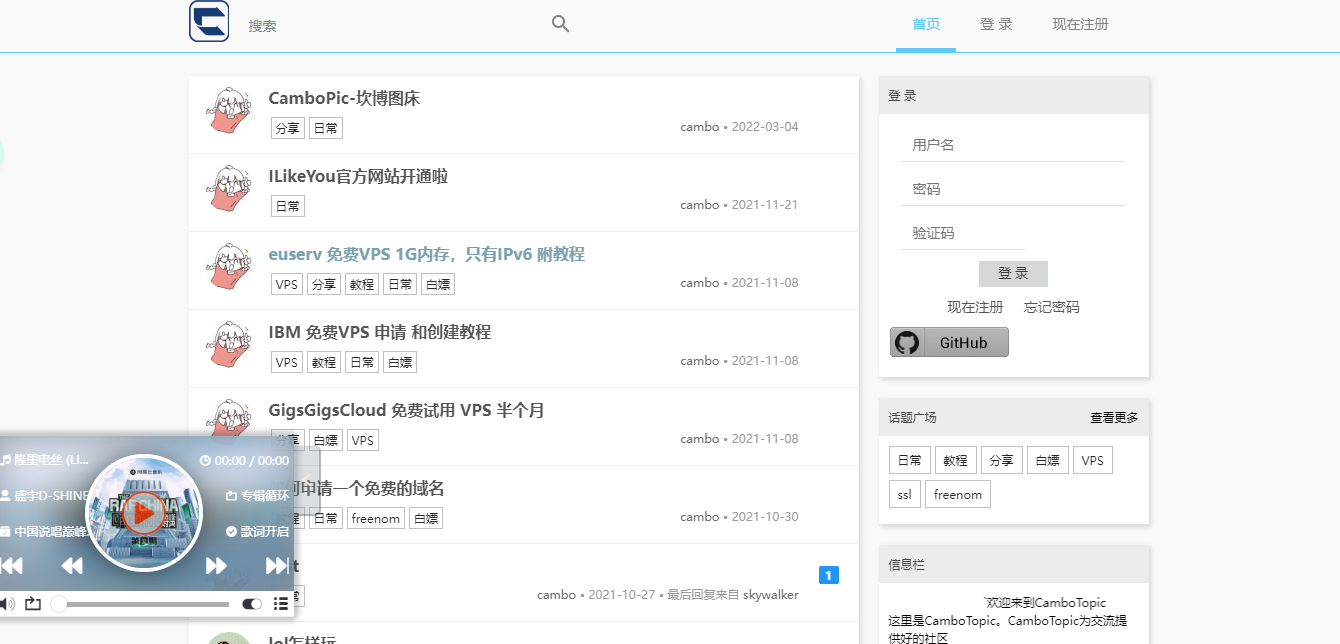 搜索
首页
登 录
现在注册
CamboPic-坎博图床
分享 日常
cambo • 2022-03-04
ILikeYou官方网站开通啦
日常
cambo • 2021-11-21
euserv 免费VPS 1G内存，只有IPv6 附教程
VPS 分享 教程 日常 白嫖
cambo • 2021-11-08
IBM 免费VPS 申请 和创建教程
VPS 教程 日常 白嫖
cambo • 2021-11-08
GigsGigsCloud 免费试用 VPS 半个月
分享 白嫖 VPS
cambo • 2021-11-08
何申请一个免费的域名
日常 freenom 白嫖
cambo • 2021-10-30
cambo • 2021-10-27 • 最后回复来自 skywalker
1
lol怎样玩
隆里电丝 (LI...
00:00 / 00:00
盛宇D-SHINE
专辑循环
中国说唱巅峰
歌词开启
登 录
用户名
密码
验证码
登 录
现在注册 忘记密码
GitHub
话题广场 查看更多
日常 教程 分享 白嫖 VPS
ssl freenom
信息栏
`欢迎来到CamboTopic
这里是CamboTopic。CamboTopic为交流提
供好的社区